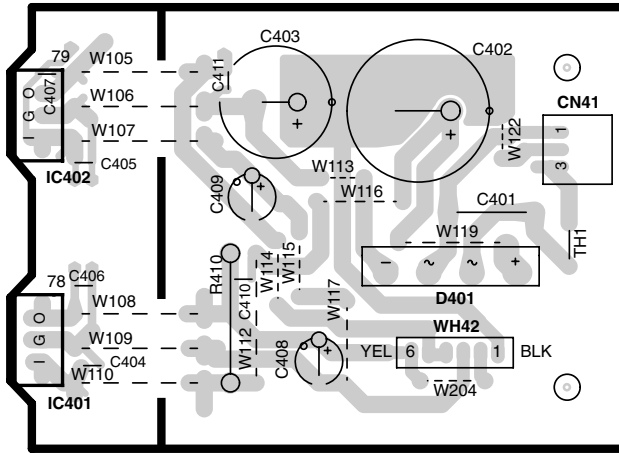 79
W105
C411
C403
C402
CN41
C407
O
G
I
W106
W107
+
+
W122
1
3
C405
IC402
W113
C409
+
W116
C401
W119
TH1
78
C406
R410
W114
W115
C410
W117
− ~ ~ +
D401
O
G
I
W108
W109
W110
C404
IC401
W112
C408
+
WH42
YEL 6 1 BLK
W204